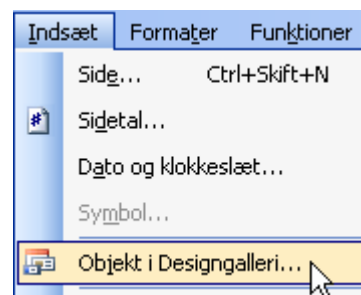 Indsæt Formater Funktioner
Side... Ctrl+Skift+N
Sidetal...
Dato og klokkeslæt...
Symbol...
Objekt i Designgalleri...